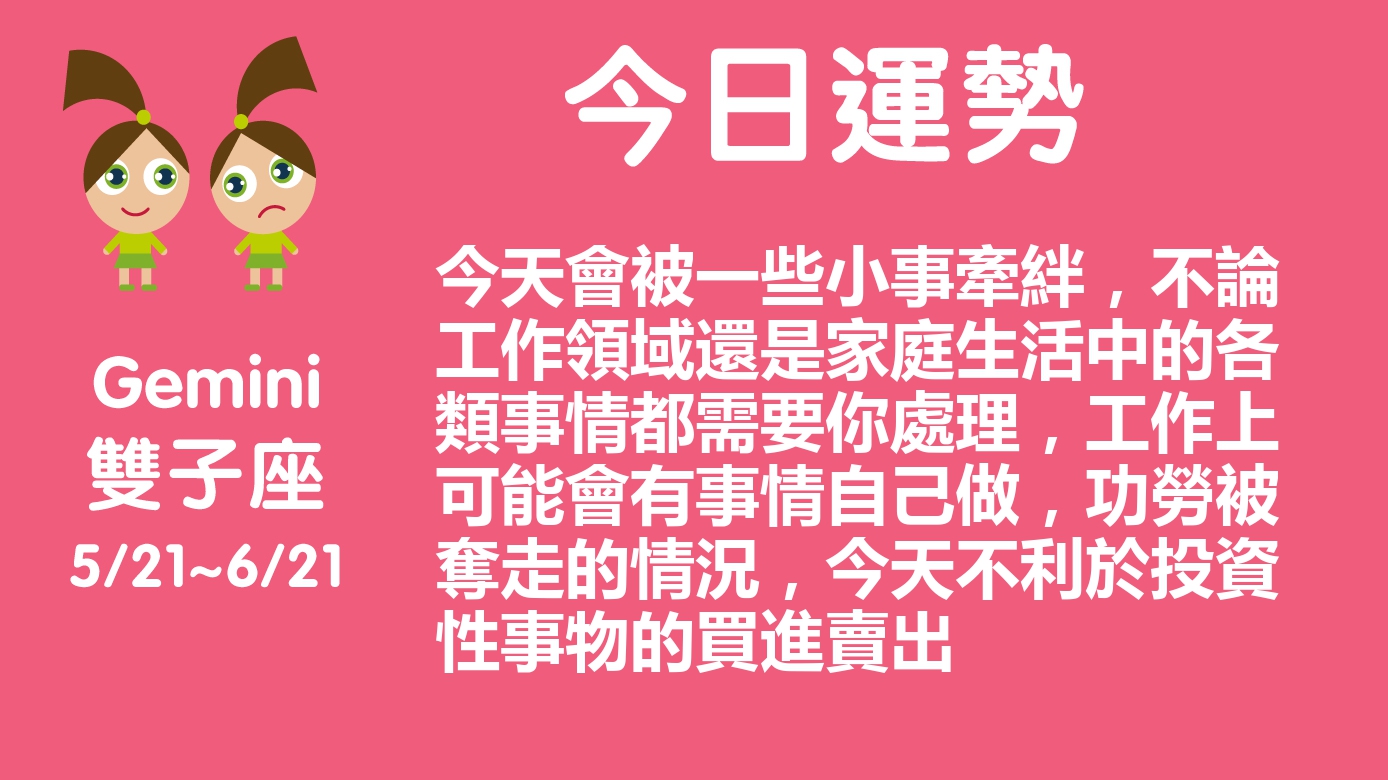 今日運勢
Gemini
雙子座
5/21~6/21
今天會被一些小事牽絆，不論
工作領域還是家庭生活中的各
類事情都需要你處理，工作上
可能會有事情自己做，功勞被
奪走的情況，今天不利於投資
性事物的買進賣出